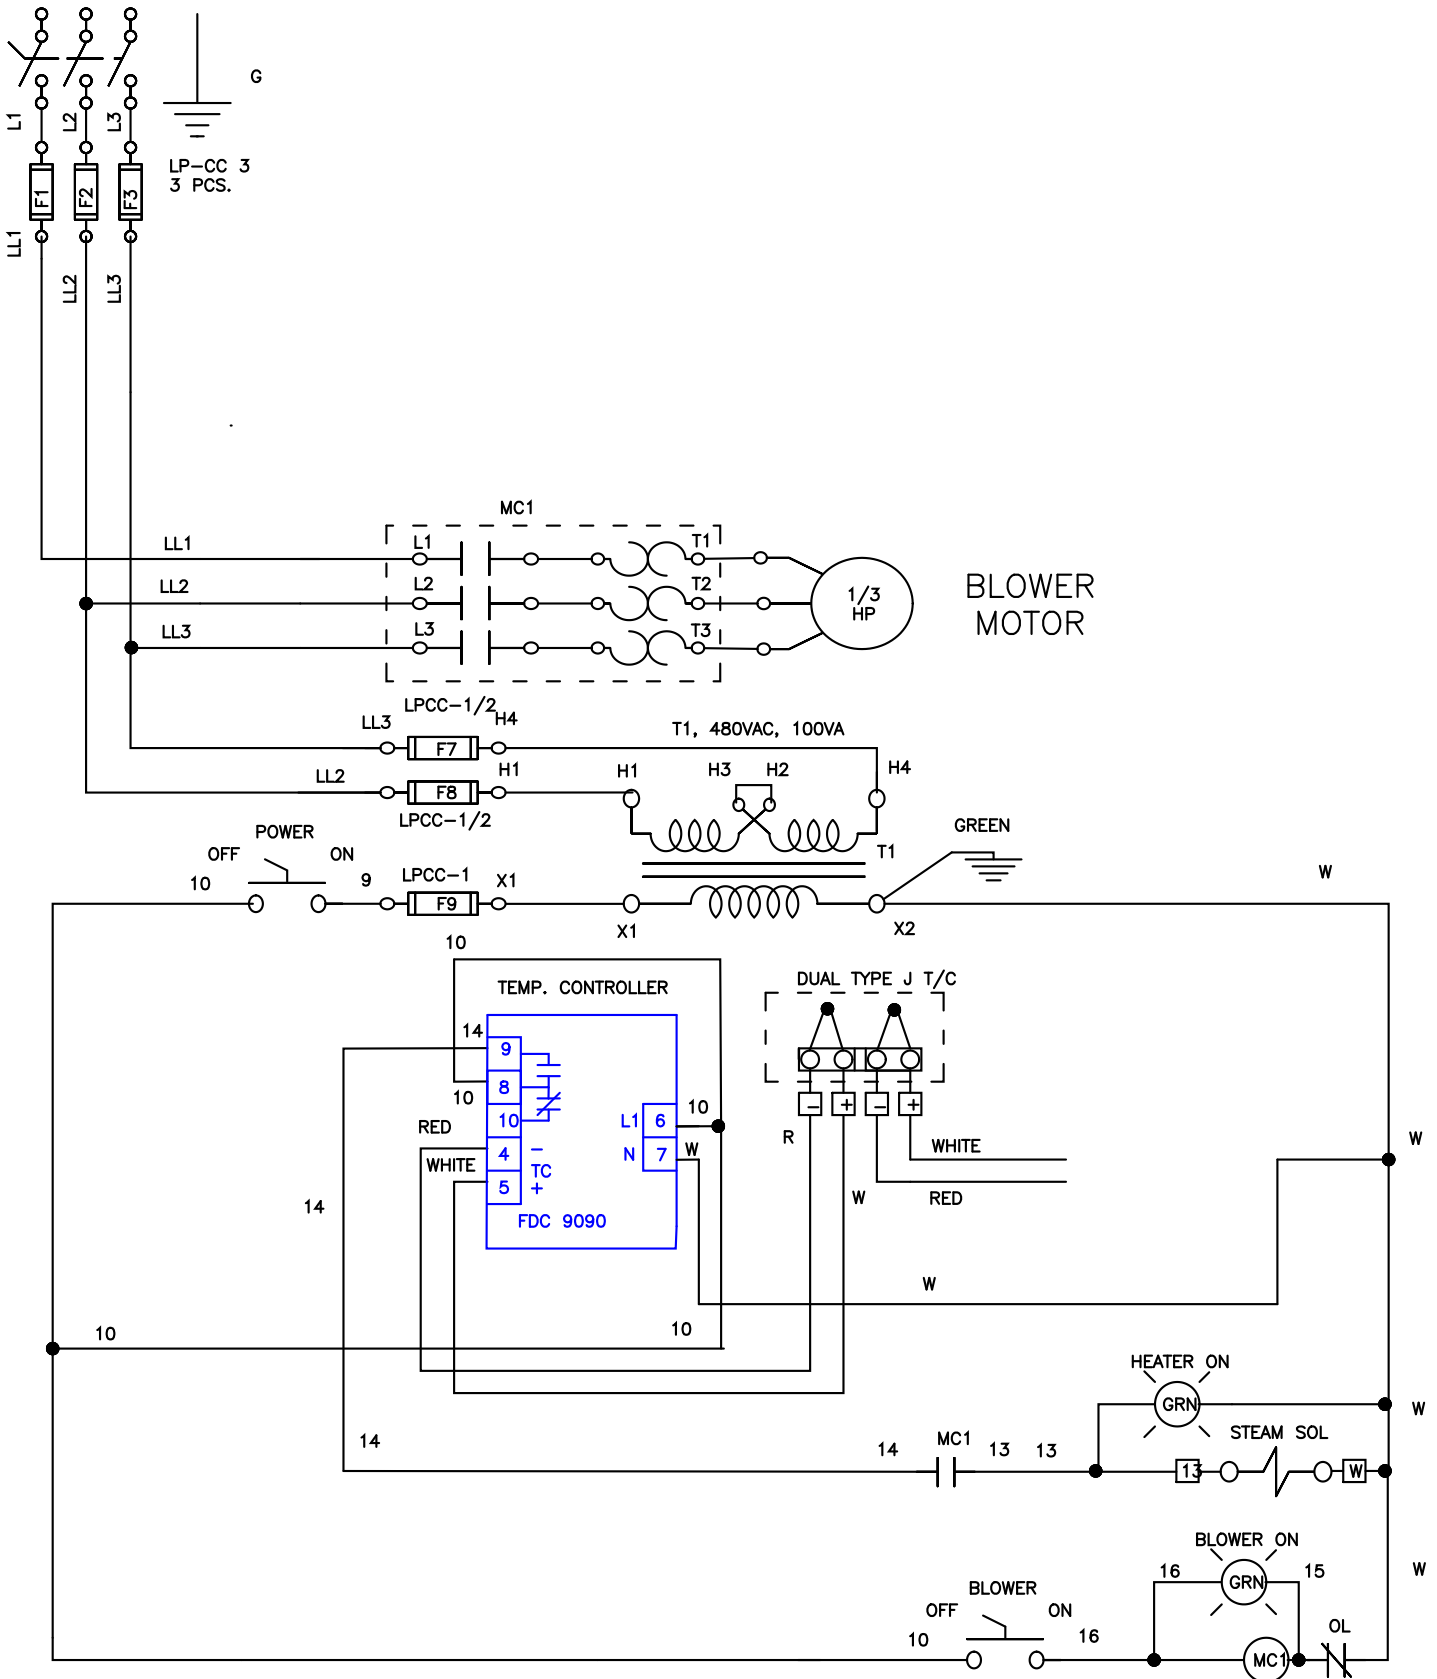 G
L1
L2
L3
LP-CC 3
3 PCS.
F1
F2
F3
LL1
LL2
LL3
MC1
LL1
L1
T1
LL2
L2
T2
1/3
HP
BLOWER
MOTOR
LL3
L3
T3
LPCC-1/2
LL3
H4
F7
T1, 480VAC, 100VA
LL2
H1
F8
H1
H3
H2
H4
LPCC-1/2
POWER
OFF
ON
T1
GREEN
10
9
LPCC-1
X1
F9
W
X1
X2
10
TEMP. CONTROLLER
DUAL TYPE J T/C
14
9
8
10
10
L1
6
10
RED
4
-
N
7
W
WHITE
TC
5
+
FDC 9090
-
+
-
+
R
WHITE
W
RED
W
14
W
10
10
HEATER ON
GRN
W
14
14
MC1
13
13
STEAM SOL
13
W
BLOWER ON
16
GRN
15
W
BLOWER
OFF
ON
10
16
MC1
OL